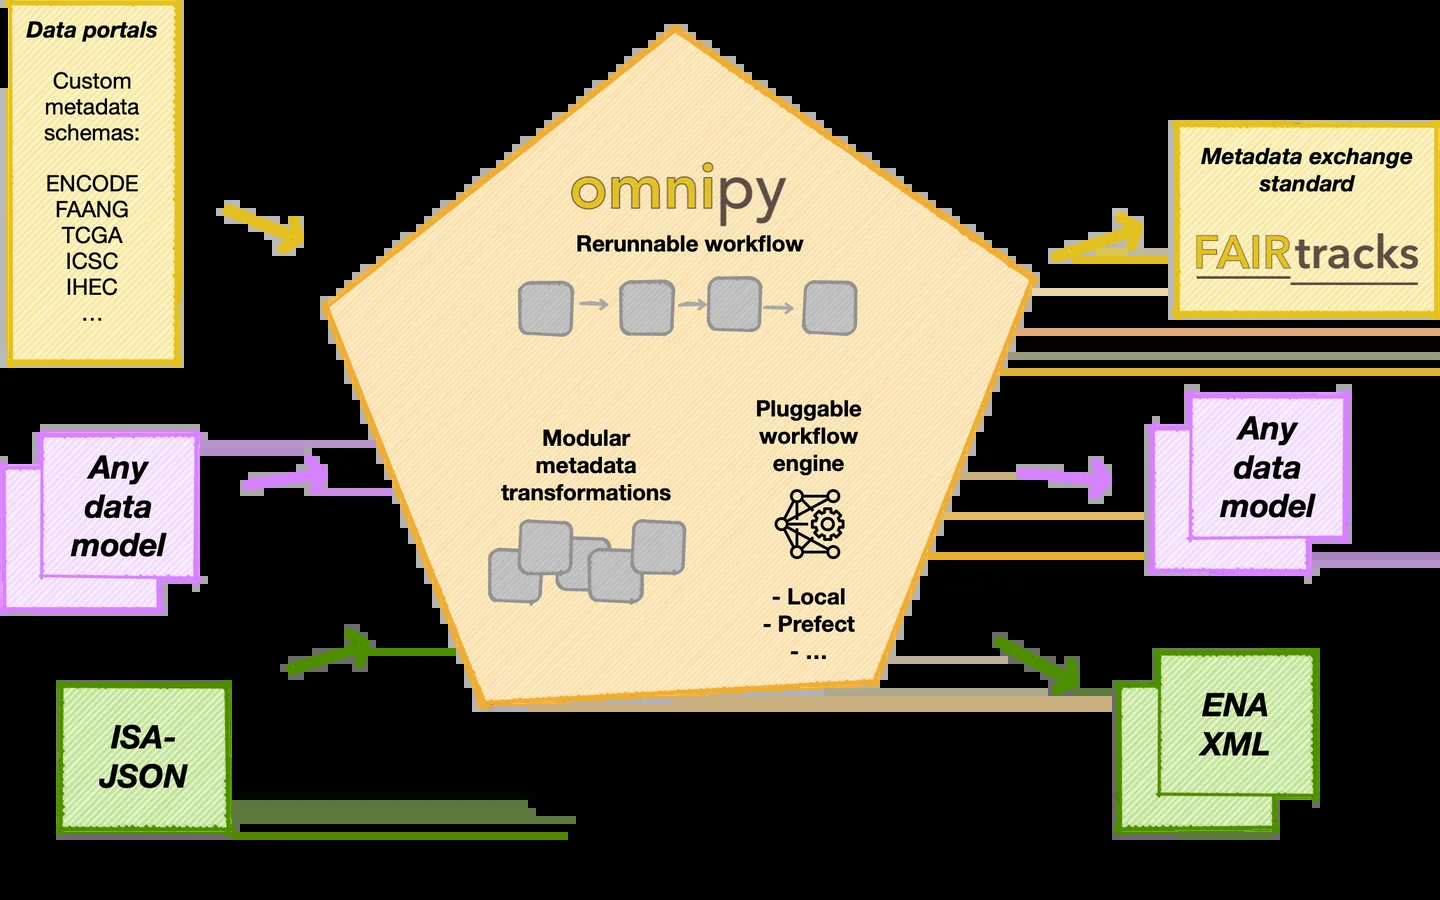 Data portals
Custom
metadata
schemas:
ENCODE
FAANG
TCGA
ICSC
IHEC
...
Any
data
model
ISA-
JSON
omnipy
Rerunnable workflow
Modular
metadata
transformations
Pluggable
workflow
engine
- Local
- Prefect
- ...
Metadata exchange
standard
FAIRtracks
Any
data
model
ENA
XML